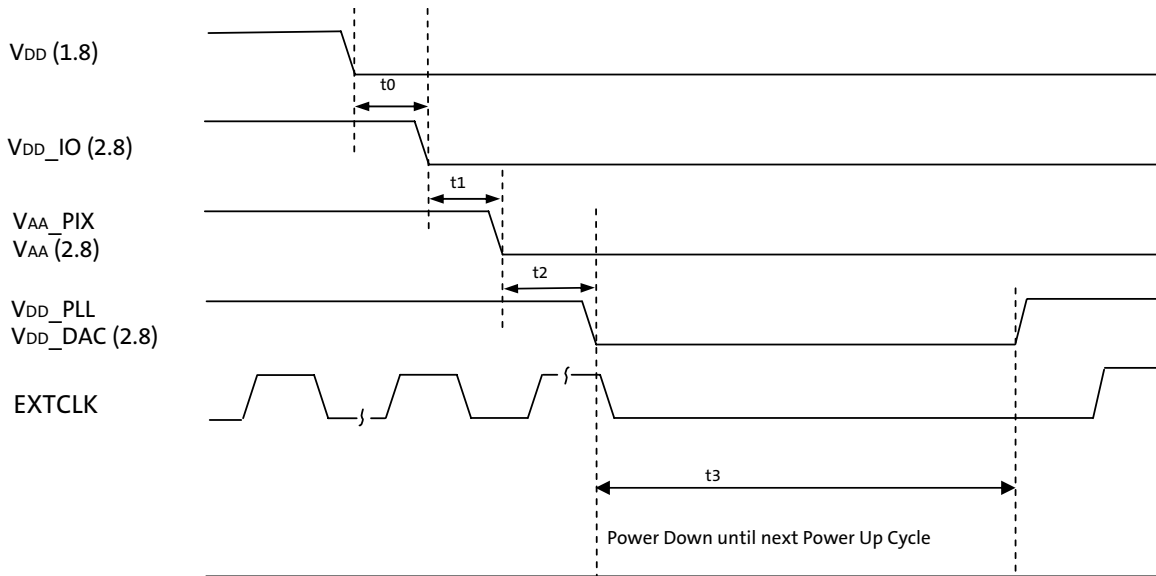 VDD (1.8)
t0
VDD_IO (2.8)
t1
VAA_PIX
VAA (2.8)
t2
VDD_PLL
VDD_DAC (2.8)
EXTCLK
t3
Power Down until next Power Up Cycle